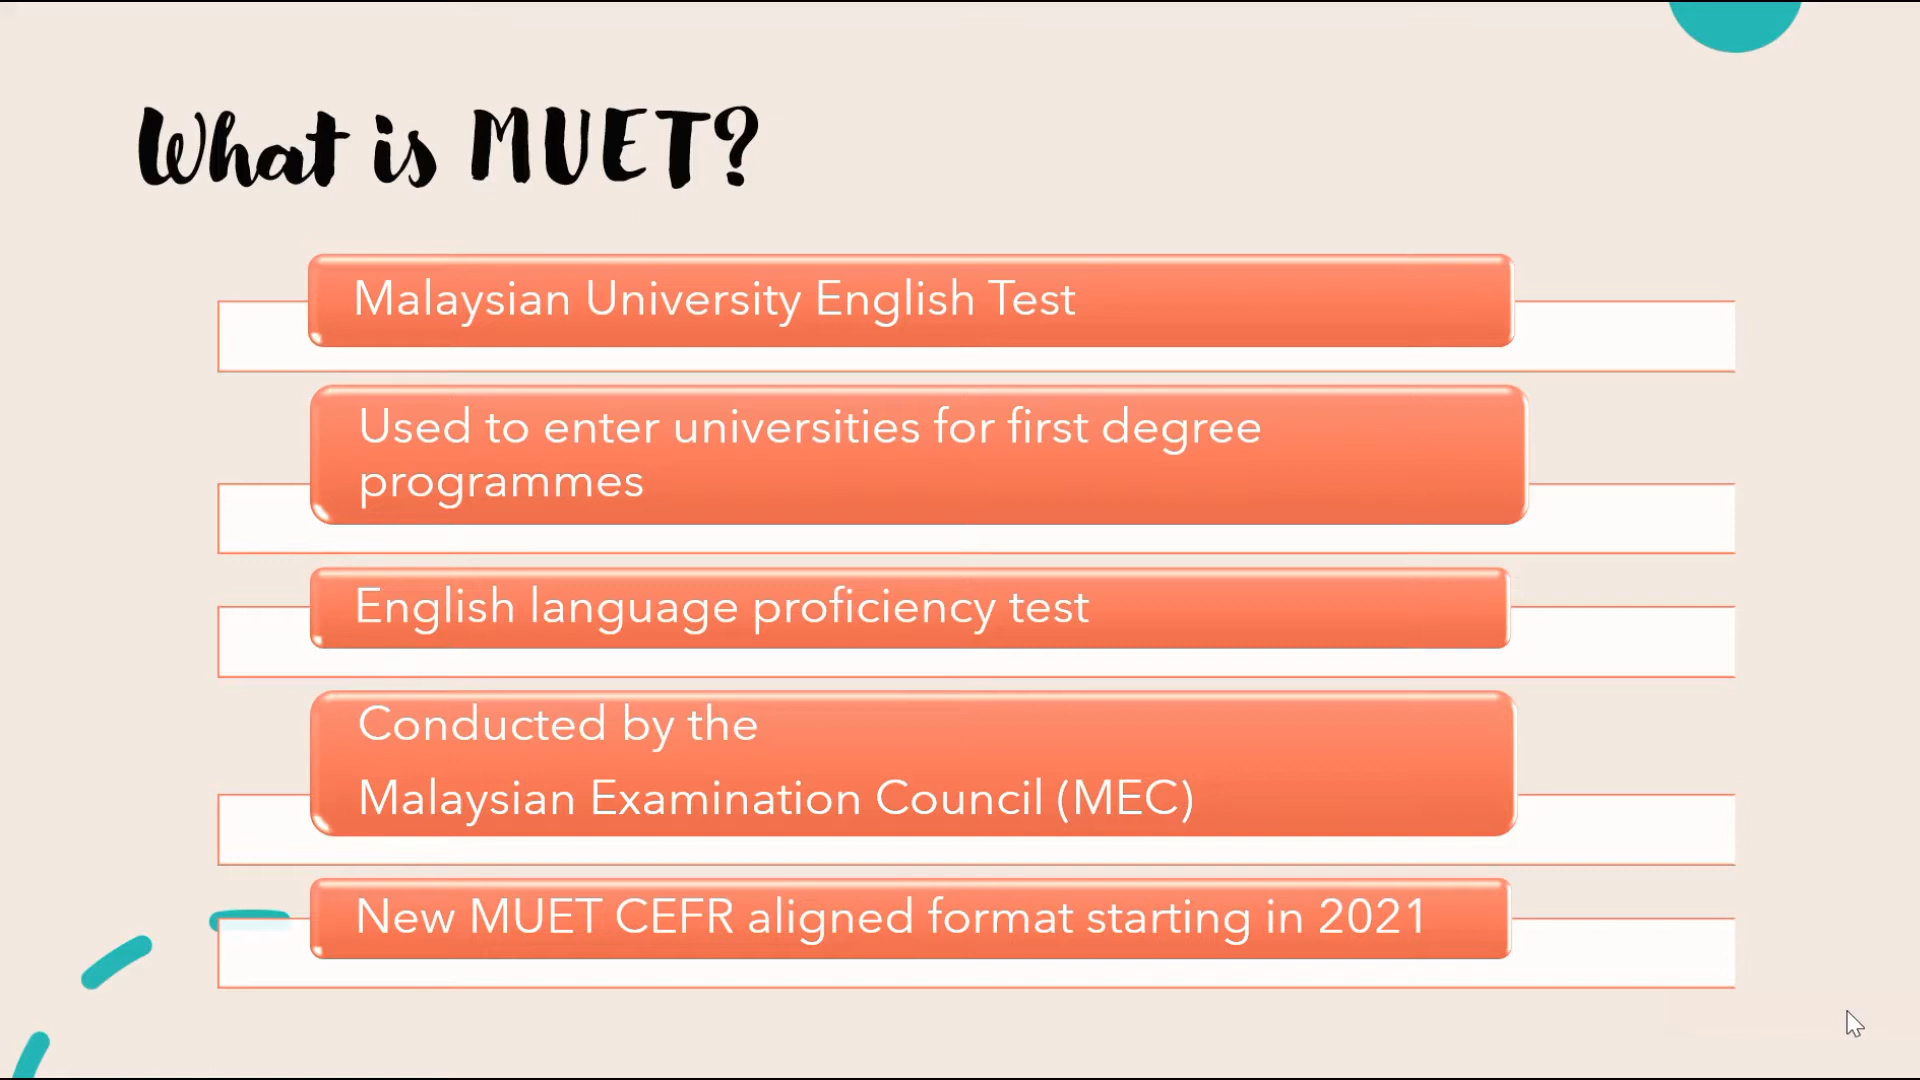 What is MUET?
Malaysian University English Test
Used to enter universities for first degree
programmes
English language proficiency test
Conducted by the
Malaysian Examination Council (MEC)
New MUET CEFR aligned format starting in 2021